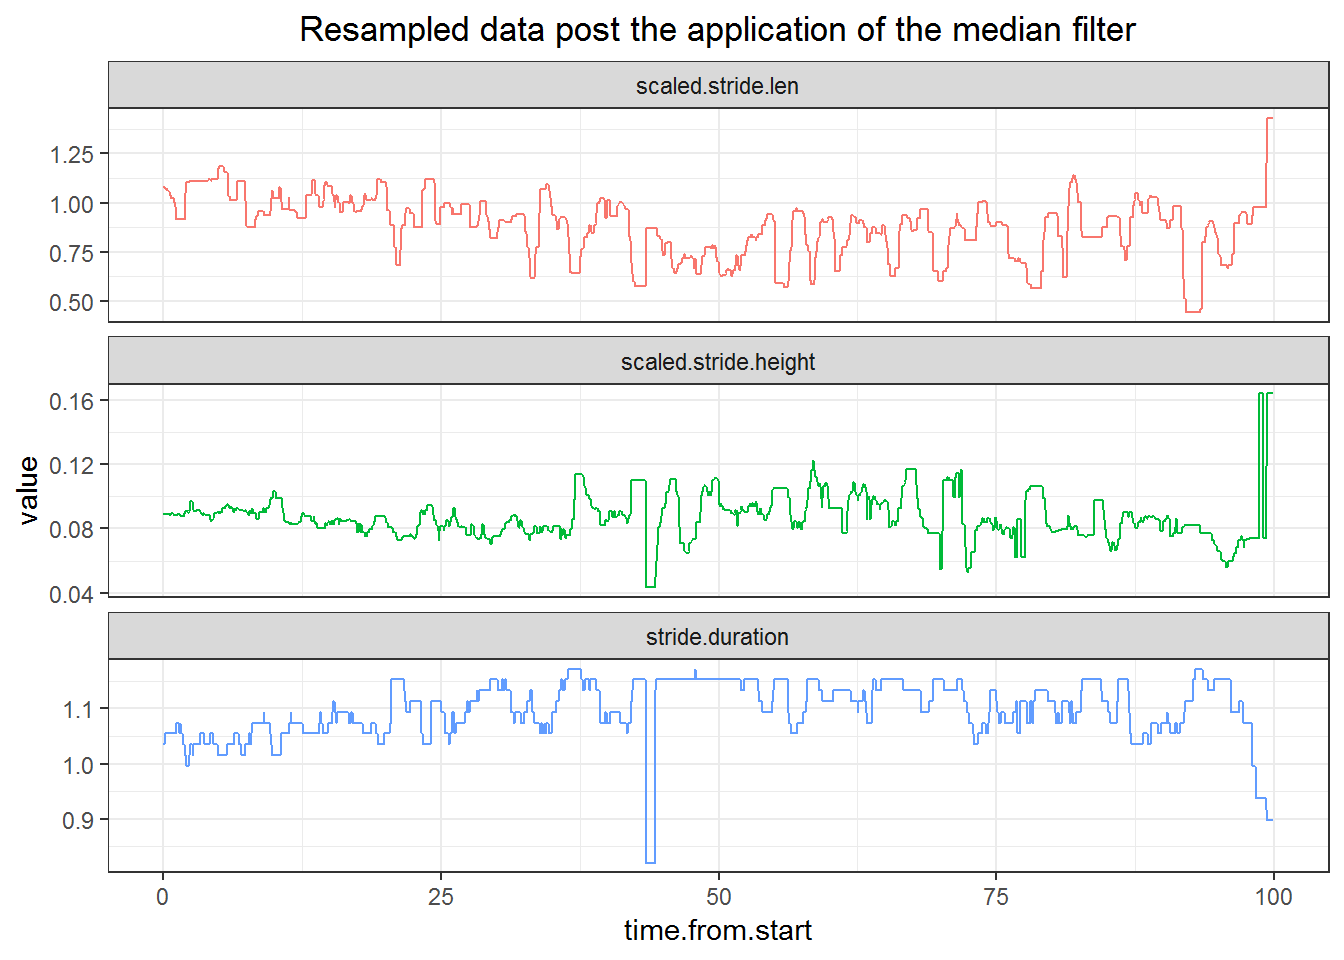 Resampled data post the application of the median filter
scaled.stride.len
1.25
1.00
0.75
0.50
scaled.stride.height
0.16
0.12
0.08
0.04
value
stride.duration
1.1
1.0
0.9
0 25 50 75 100
time.from.start